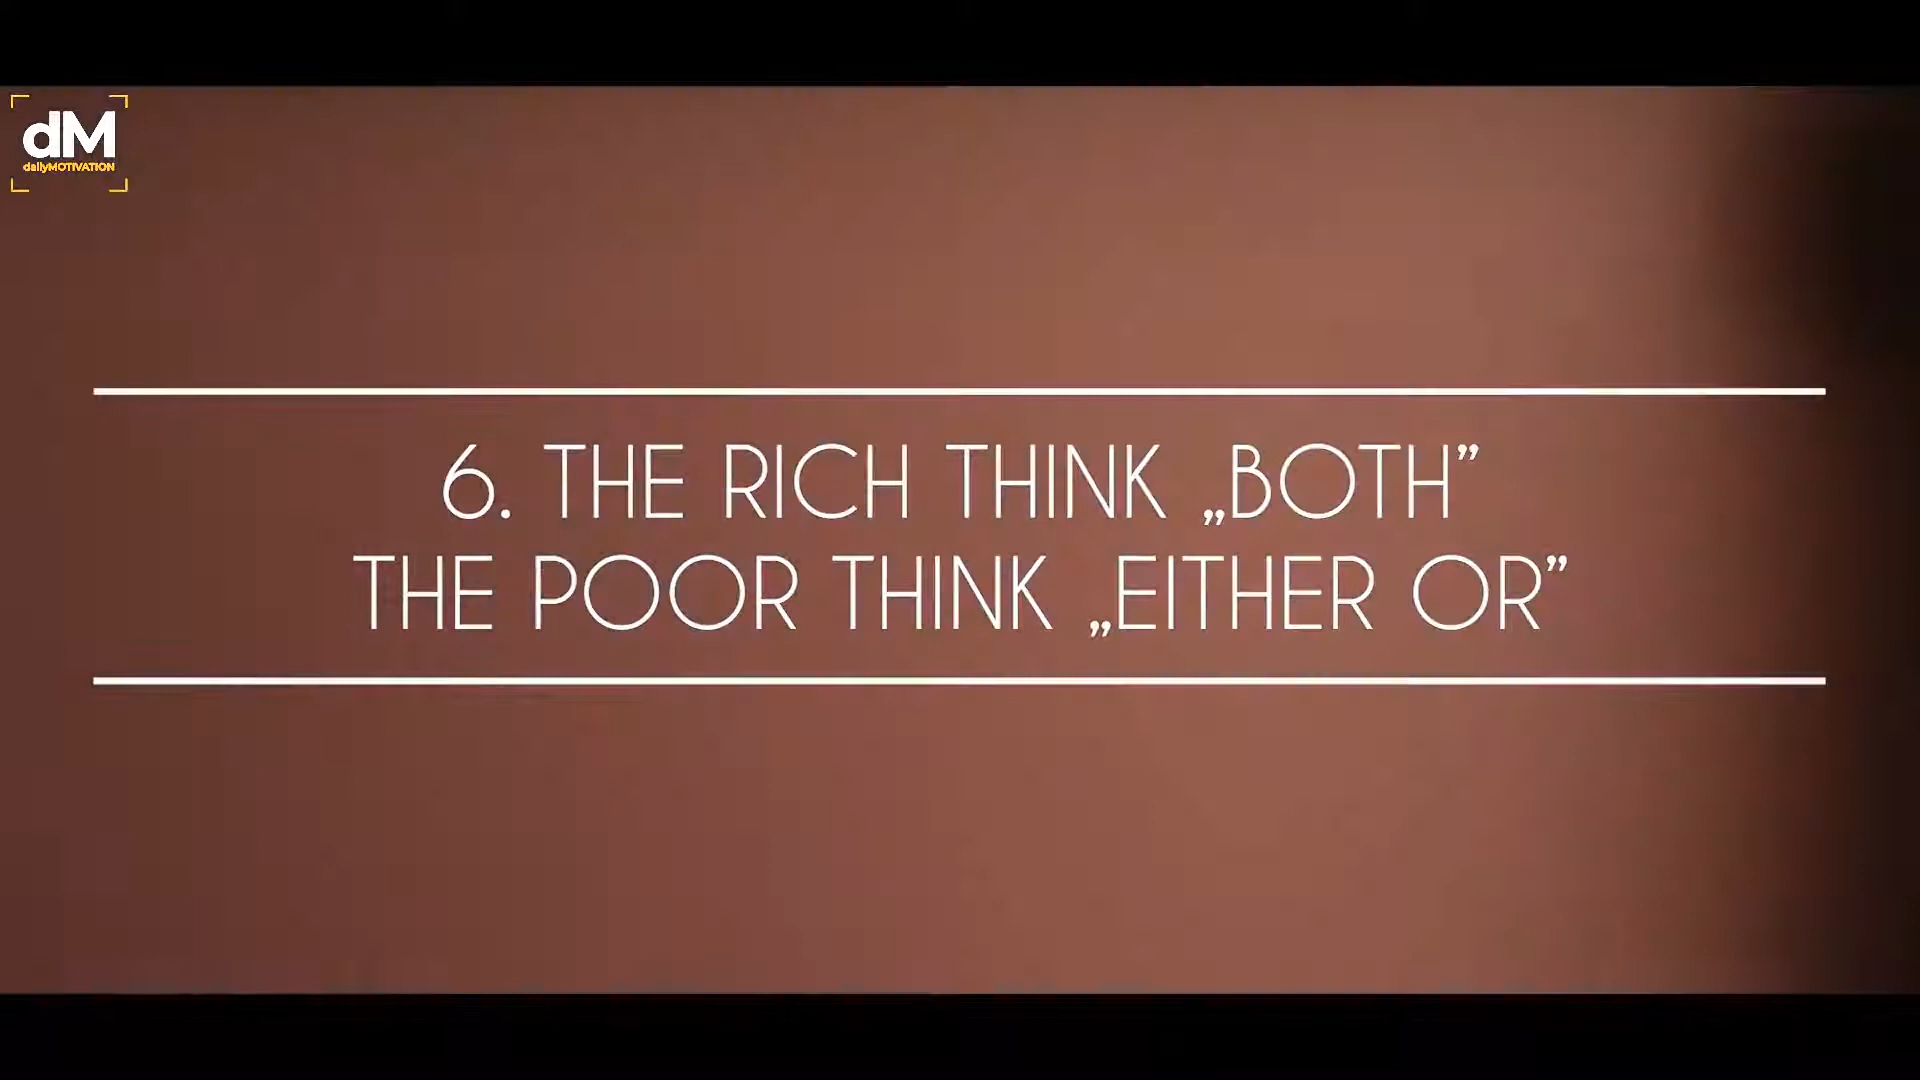 dM
dailyMOTIVATION
6. THE RICH THINK „BOTH”
THE POOR THINK „EITHER OR”